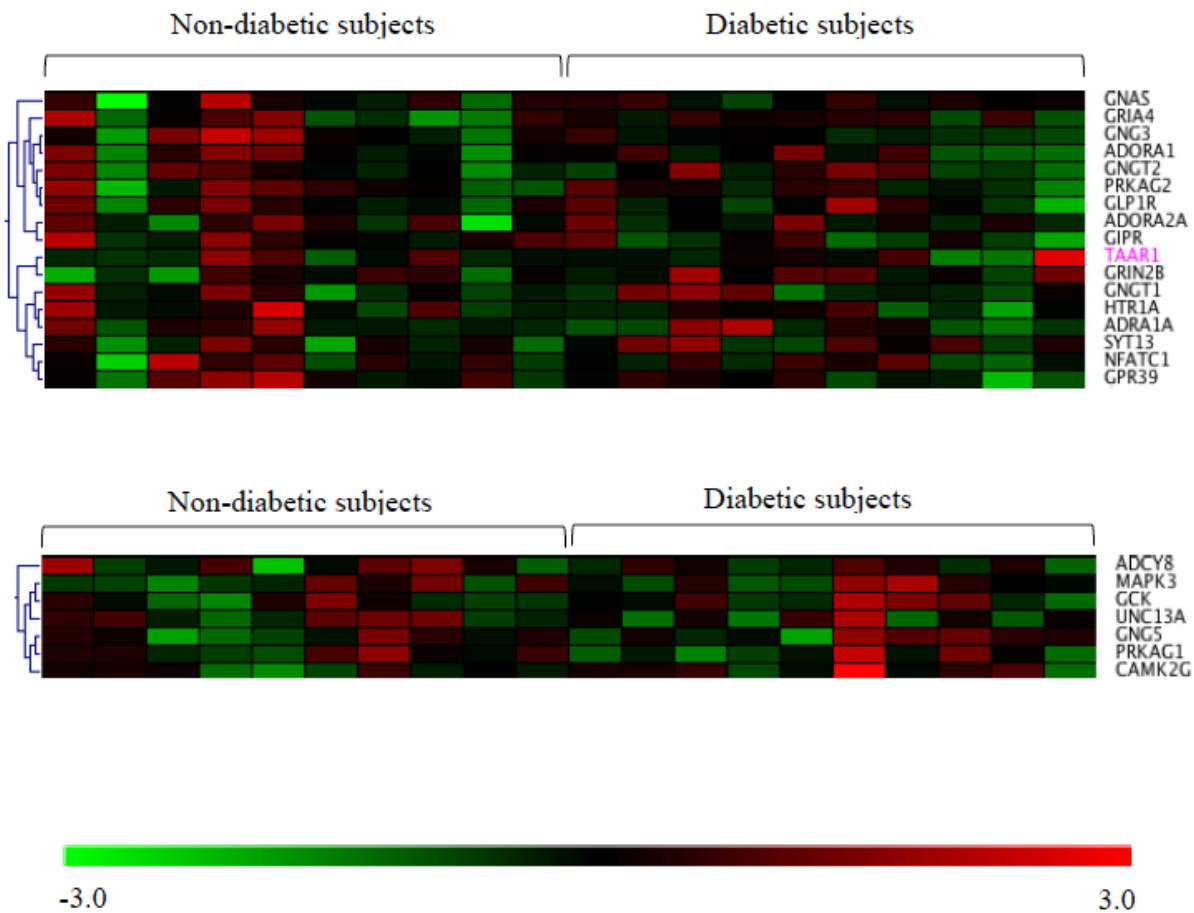 Non-diabetic subjects Diabetic subjects
GNAS
GRIA4
GNG3
ADORA1
GNGT2
PRKAG2
GLP1R
ADORA2A
GIPR
TAAR1
GRIN2B
GNGT1
HTR1A
ADRA1A
SYT13
NFATC1
GPR39
Non-diabetic subjects Diabetic subjects
ADCY8
MAPK3
GCK
UNC13A
GNG5
PRKAG1
CAMK2G
-3.0 3.0